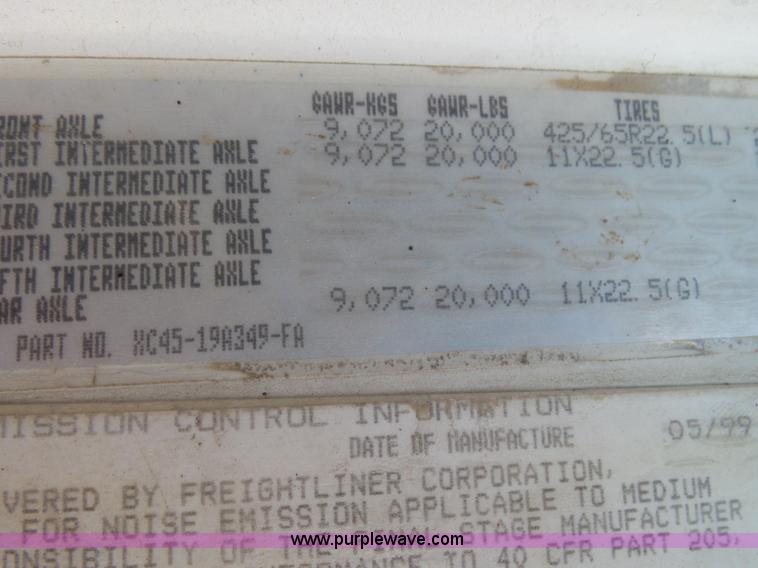 GAWR-KGS GAWR-LBS TIRES
RONT AXLE 9,072 20,000 425/65R22.5(L)
IRST INTERMEDIATE AXLE 9,072 20,000 11X22.5(G)
ECOND INTERMEDIATE AXLE
HIRD INTERMEDIATE AXLE
OURTH INTERMEDIATE AXLE
FTH INTERMEDIATE AXLE
AR AXLE 9,072 20,000 11X22.5(G)
PART NO. XC45-19A349-FA
MISSION CONTROL INFORMATION
DATE OF MANUFACTURE 05/99
VERED BY FREIGHTLINER CORPORATION,
FOR NOISE EMISSION APPLICABLE TO MEDIUM
ONSIBILITY OF THE FINAL STAGE MANUFACTURER
TO 40 CFR PART 205,
www.purplewave.com